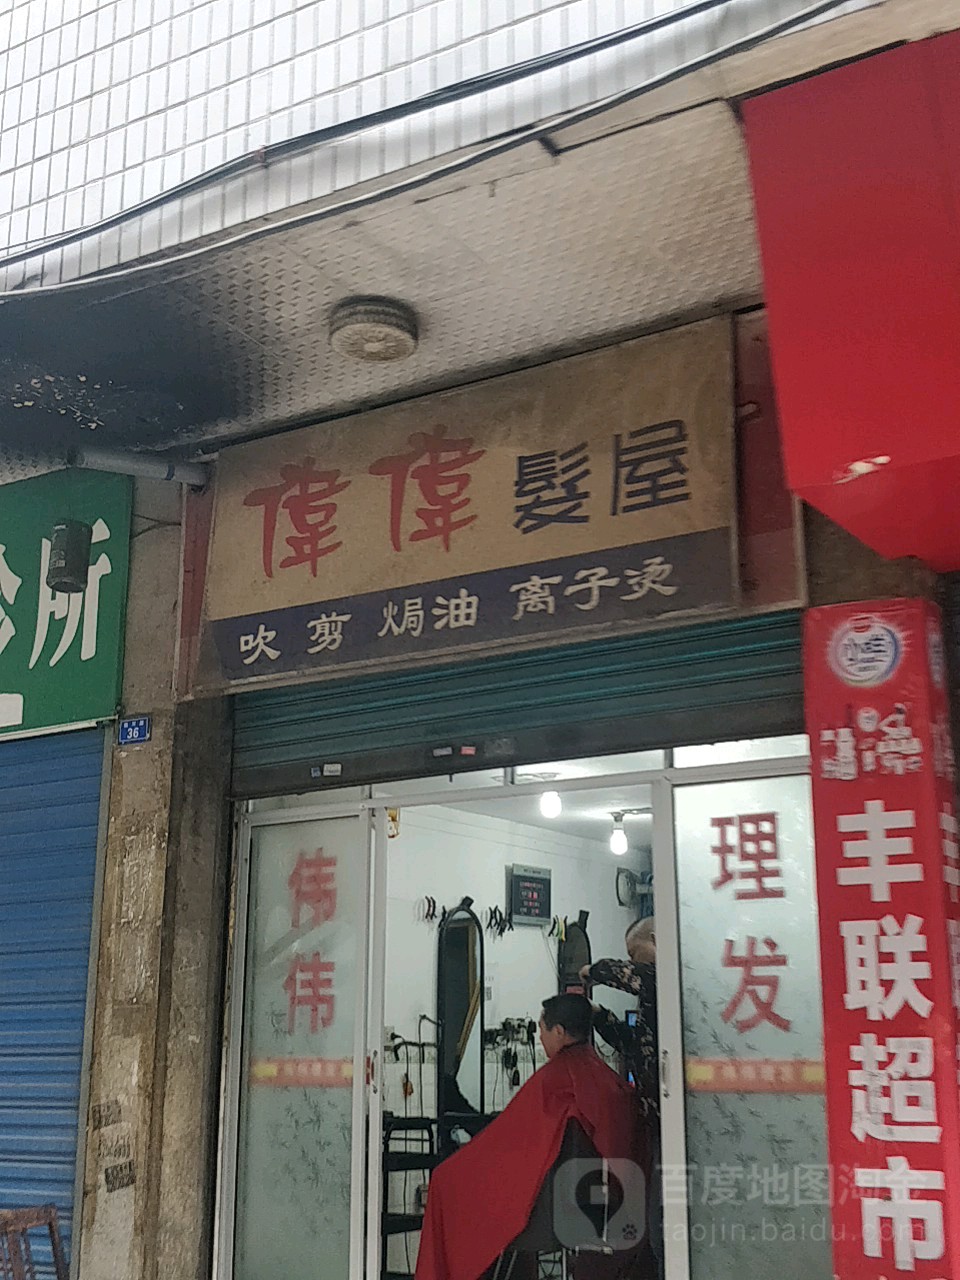 偉偉髮屋
吹 剪 焗油 离子烫
所
36
伟伟
理发
丰联超市
百度地图淘金
taojin.baidu.com